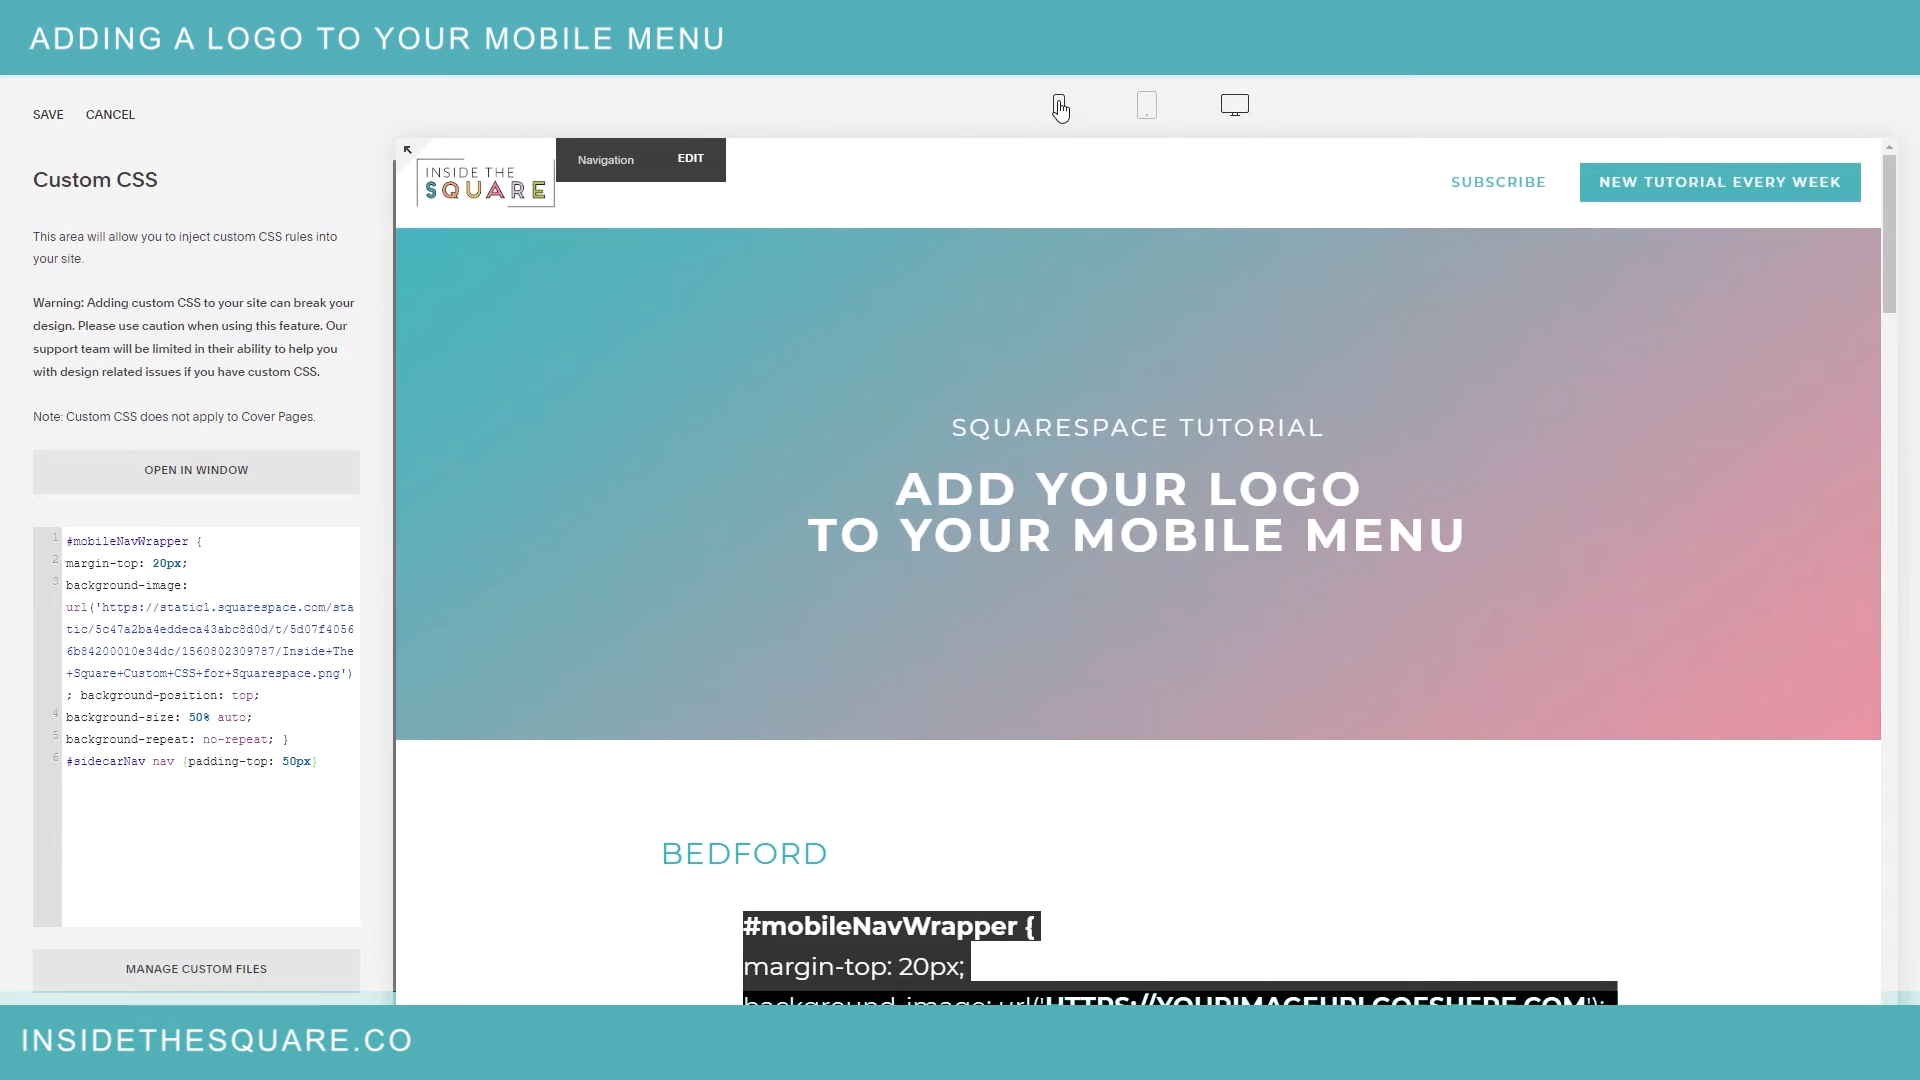 ADDING A LOGO TO YOUR MOBILE MENU
SAVE CANCEL
Custom CSS
This area will allow you to inject custom CSS rules into
your site.
Warning: Adding custom CSS to your site can break your
design. Please use caution when using this feature. Our
support team will be limited in their ability to help you
with design related issues if you have custom CSS.
Note: Custom CSS does not apply to Cover Pages.
OPEN IN WINDOW
1 #mobileNavWrapper {
2 margin-top: 20px;
3 background-image:
url('https://static1.squarespace.com/sta
tic/5c47a2ba4eddeca43abc8d0d/t/5d07f4056
6b84200010e34dc/1560802309787/Inside+The
+Square+Custom+CSS+for+Squarespace.png')
; background-position: top;
4 background-size: 50% auto;
5 background-repeat: no-repeat; }
6 #sidecarNav nav {padding-top: 50px}
MANAGE CUSTOM FILES
INSIDE THE
SQUARE
Navigation EDIT
SUBSCRIBE NEW TUTORIAL EVERY WEEK
SQUARESPACE TUTORIAL
ADD YOUR LOGO
TO YOUR MOBILE MENU
BEDFORD
#mobileNavWrapper {
margin-top: 20px;
background-image: url('HTTPS://YOURIMAGEURLGOESHERE.COM');
INSIDETHESQUARE.CO